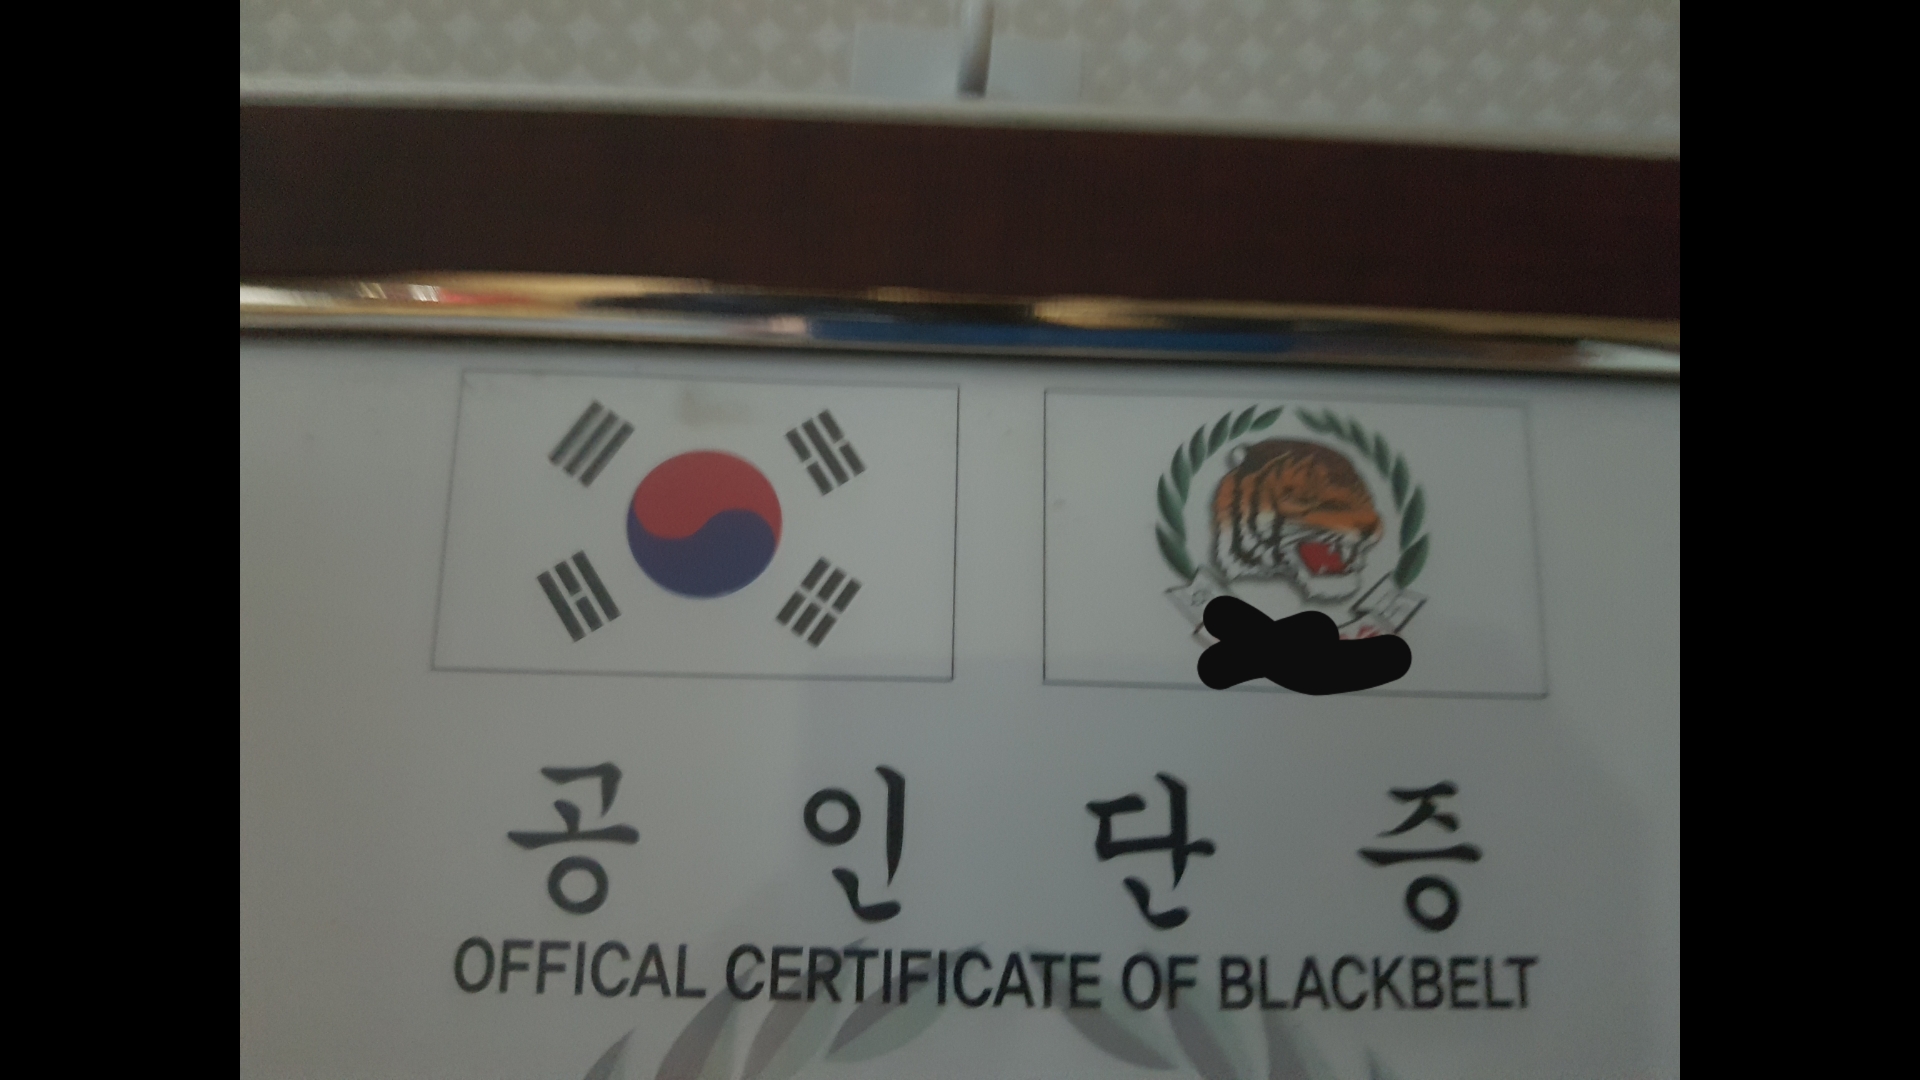 공 인 단 증
OFFICAL CERTIFICATE OF BLACKBELT